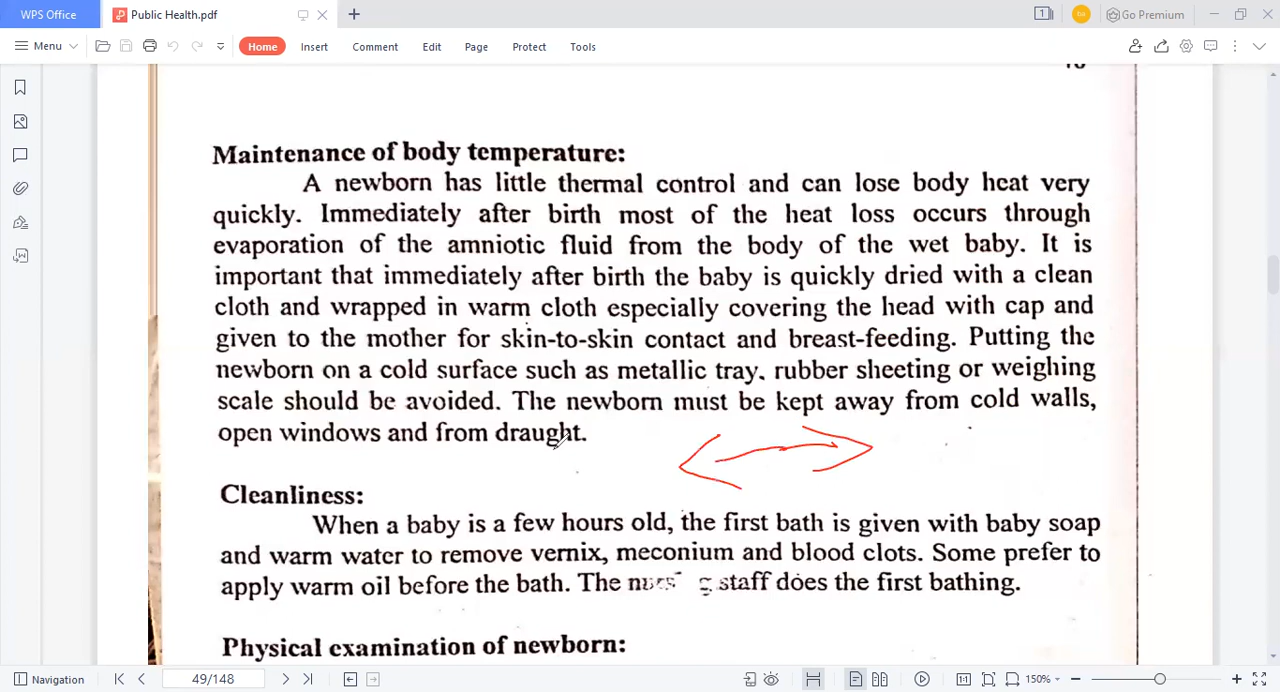 WPS Office
Public Health.pdf
Go Premium
Menu
Home Insert Comment Edit Page Protect Tools
Maintenance of body temperature:
A newborn has little thermal control and can lose body heat very
quickly. Immediately after birth most of the heat loss occurs through
evaporation of the amniotic fluid from the body of the wet baby. It is
important that immediately after birth the baby is quickly dried with a clean
cloth and wrapped in warm cloth especially covering the head with cap and
given to the mother for skin-to-skin contact and breast-feeding. Putting the
newborn on a cold surface such as metallic tray, rubber sheeting or weighing
scale should be avoided. The newborn must be kept away from cold walls,
open windows and from draught.
Cleanliness:
When a baby is a few hours old, the first bath is given with baby soap
and warm water to remove vernix, meconium and blood clots. Some prefer to
apply warm oil before the bath. The staff does the first bathing.
Physical examination of newborn:
Navigation
49/148
150%